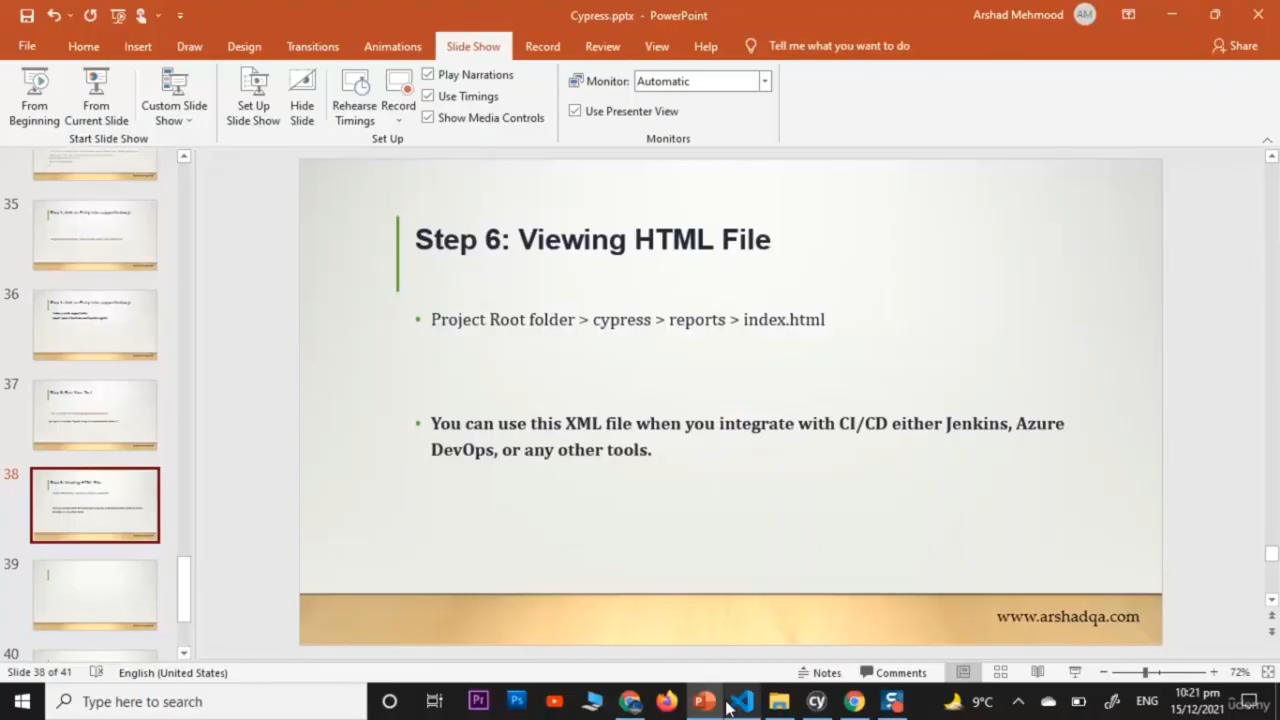 Cypress.pptx - PowerPoint
Arshad Mehmood
AM
File
Home
Insert
Draw
Design
Transitions
Animations
Slide Show
Record
Review
View
Help
Tell me what you want to do
Share
From Beginning
From Current Slide
Custom Slide Show
Set Up Slide Show
Hide Slide
Rehearse Timings
Record
Play Narrations
Use Timings
Show Media Controls
Monitor:
Automatic
Use Presenter View
Start Slide Show
Set Up
Monitors
35
36
37
38
39
40
Step 6: Viewing HTML File
• Project Root folder > cypress > reports > index.html
• You can use this XML file when you integrate with CI/CD either Jenkins, Azure
DevOps, or any other tools.
www.arshadqa.com
Slide 38 of 41
English (United States)
Notes
Comments
72%
Type here to search
Pr
Ps
cy
9°C
ENG
10:21 pm
15/12/2021
udemy